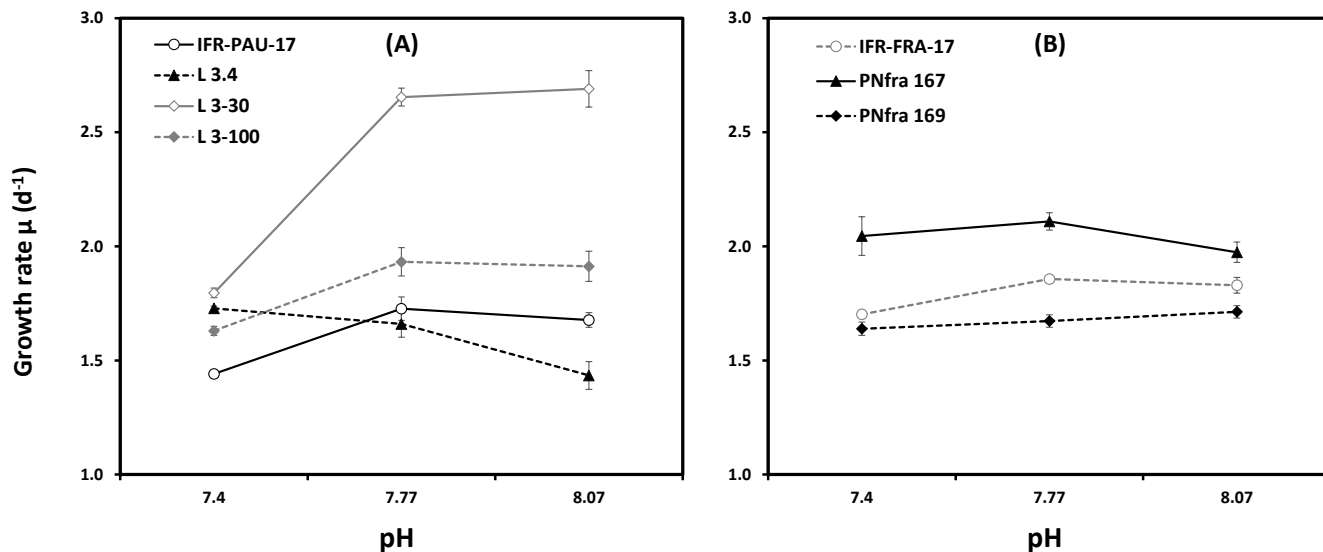 Growth rate µ (d-1)
3.0
2.5
2.0
1.5
1.0
IFR-PAU-17
L 3.4
L 3-30
L 3-100
(A)
7.4 7.77 8.07
pH
3.0
2.5
2.0
1.5
1.0
(B)
IFR-FRA-17
PNfra 167
PNfra 169
7.4 7.77 8.07
pH